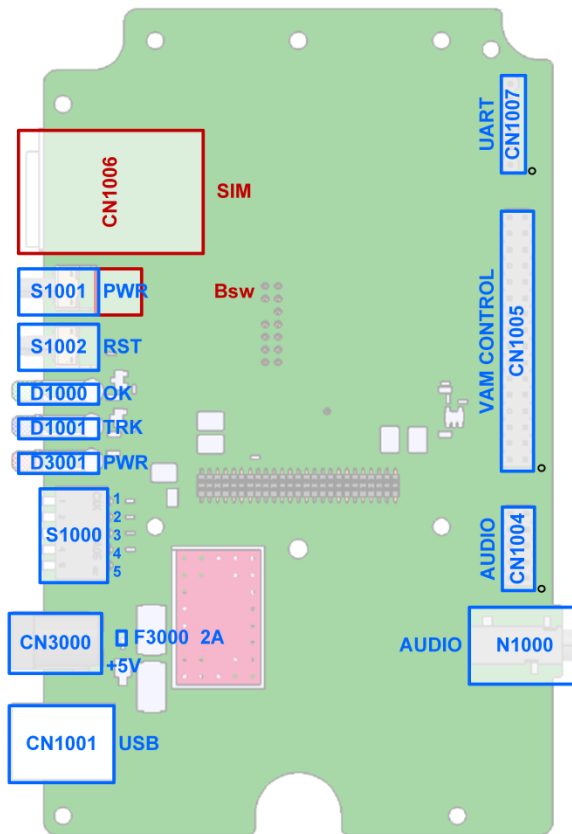 UART
CN1007
CN1006
SIM
S1001 PWR
Bsw
S1002 RST
VAM CONTROL
CN1005
D1000 OK
D1001 TRK
D3001 PWR
S1000
1
2
3
4
5
AUDIO
CN1004
CN3000
F3000 2A
+5V
AUDIO N1000
CN1001 USB